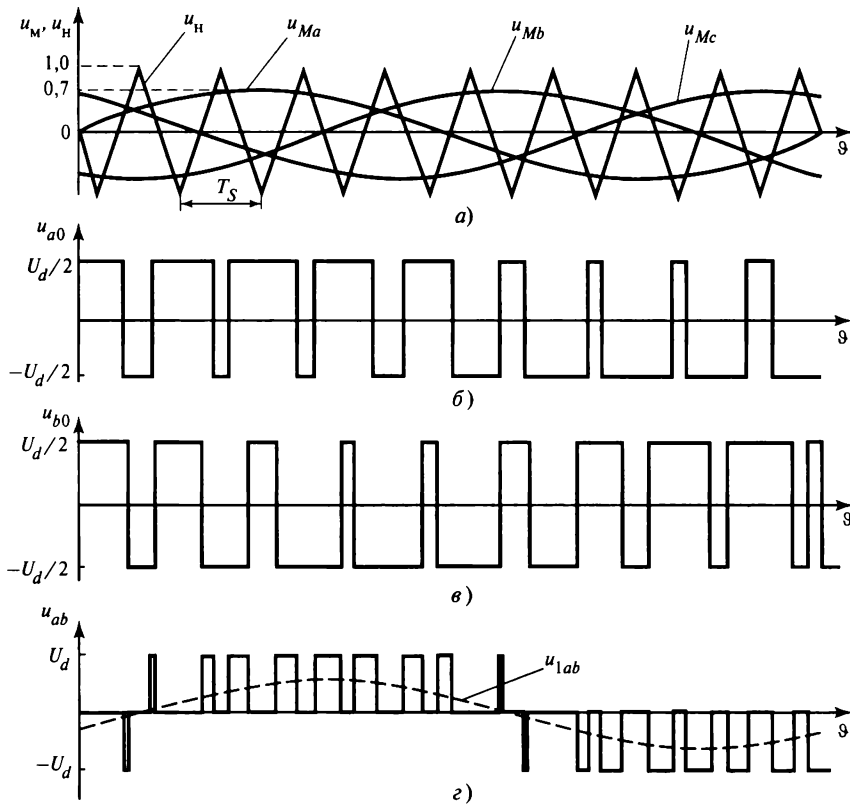 u_м, u_н
u_н
u_Ma
u_Mb
u_Mc
1,0
0,7
0
ϑ
T_S
а)
u_a0
U_d/2
ϑ
−U_d/2
б)
u_b0
U_d/2
ϑ
−U_d/2
в)
u_ab
U_d
u_1ab
ϑ
−U_d
г)